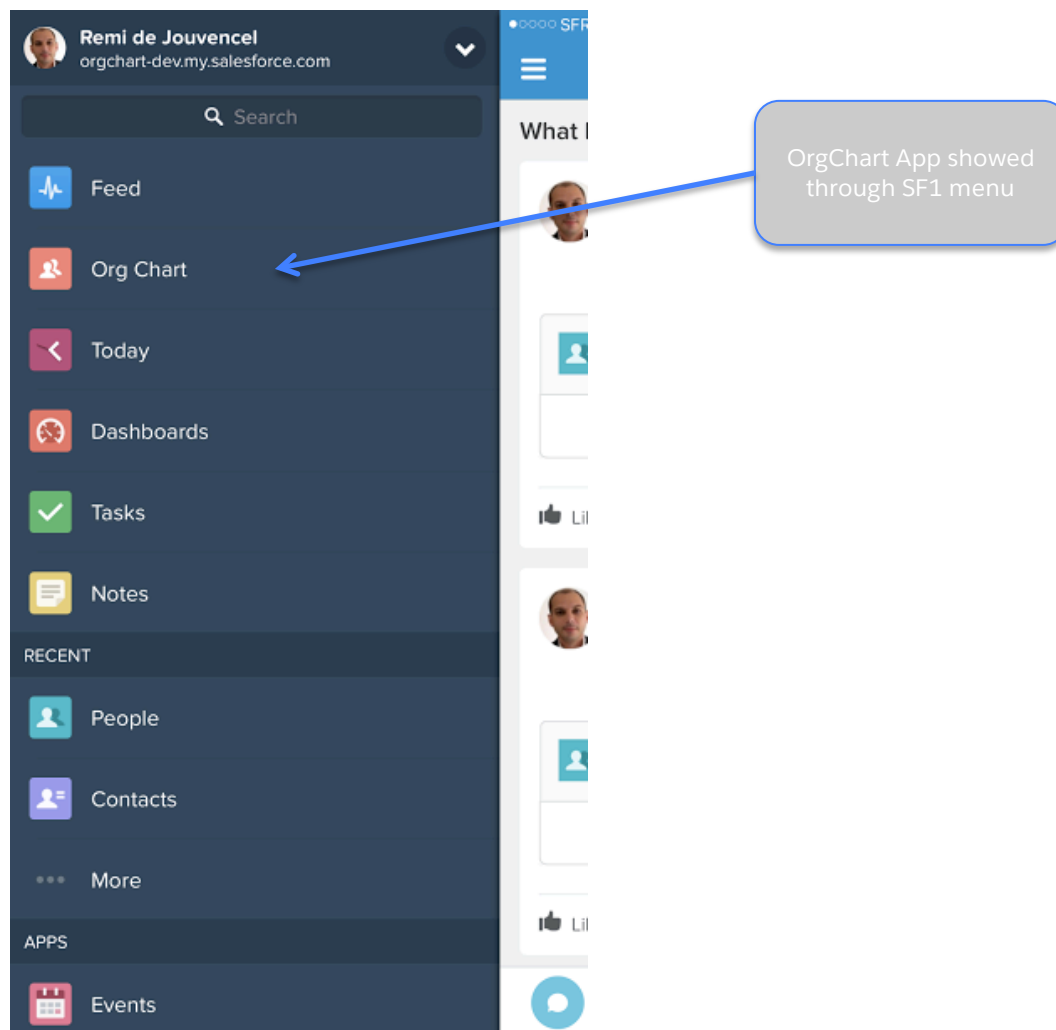 Remi de Jouvencel
orgchart-dev.my.salesforce.com
Search
Feed
Org Chart
Today
Dashboards
Tasks
Notes
RECENT
People
Contacts
More
APPS
Events
SFR
What
OrgChart App showed
through SF1 menu